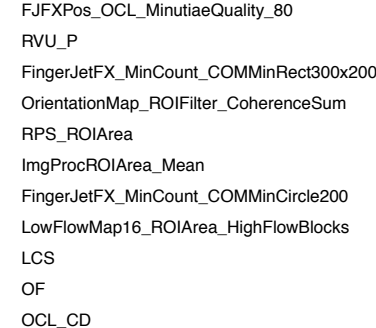 FJFXPos_OCL_MinutiaeQuality_80
RVU_P
FingerJetFX_MinCount_COMMinRect300x200
OrientationMap_ROIFilter_CoherenceSum
RPS_ROIArea
ImgProcROIArea_Mean
FingerJetFX_MinCount_COMMinCircle200
LowFlowMap16_ROIArea_HighFlowBlocks
LCS
OF
OCL_CD